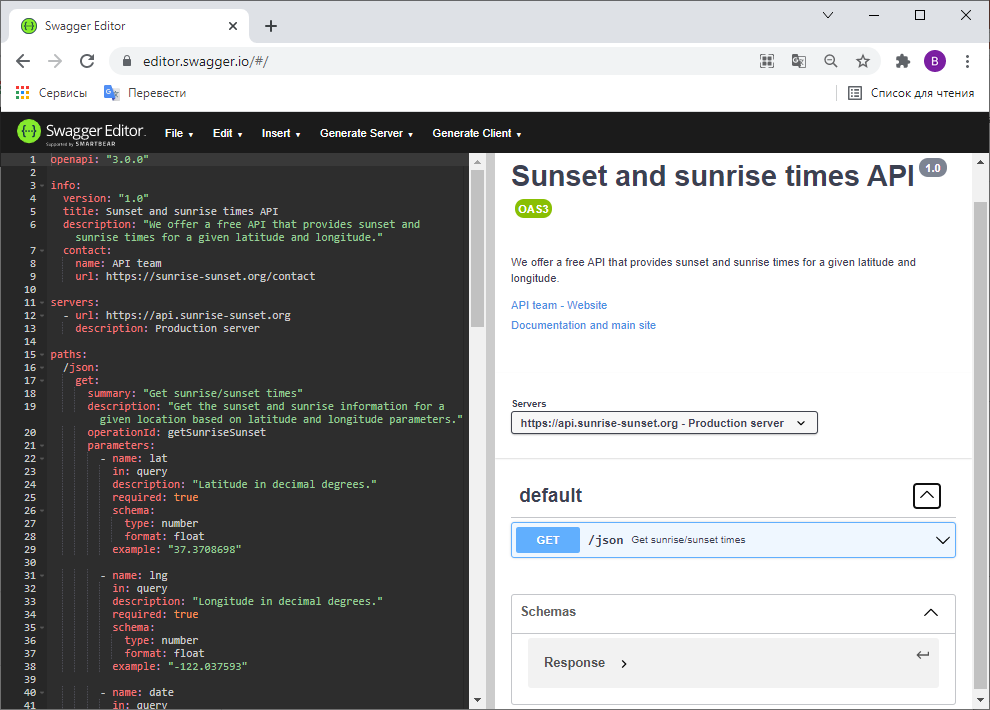 Swagger Editor
editor.swagger.io/#/
B
Сервисы
Перевести
Список для чтения
Swagger Editor.
Supported by SMARTBEAR
File
Edit
Insert
Generate Server
Generate Client
1 openapi: "3.0.0"
2
3 info:
4 version: "1.0"
5 title: Sunset and sunrise times API
6 description: "We offer a free API that provides sunset and
sunrise times for a given latitude and longitude."
7 contact:
8 name: API team
9 url: https://sunrise-sunset.org/contact
10
11 servers:
12 - url: https://api.sunrise-sunset.org
13 description: Production server
14
15 paths:
16 /json:
17 get:
18 summary: "Get sunrise/sunset times"
19 description: "Get the sunset and sunrise information for a
given location based on latitude and longitude parameters."
20 operationId: getSunriseSunset
21 parameters:
22 - name: lat
23 in: query
24 description: "Latitude in decimal degrees."
25 required: true
26 schema:
27 type: number
28 format: float
29 example: "37.3708698"
30
31 - name: lng
32 in: query
33 description: "Longitude in decimal degrees."
34 required: true
35 schema:
36 type: number
37 format: float
38 example: "-122.037593"
39
40 - name: date
41 in: query
Sunset and sunrise times API 1.0
OAS3
We offer a free API that provides sunset and sunrise times for a given latitude and
longitude.
API team - Website
Documentation and main site
Servers
https://api.sunrise-sunset.org - Production server
default
GET /json Get sunrise/sunset times
Schemas
Response